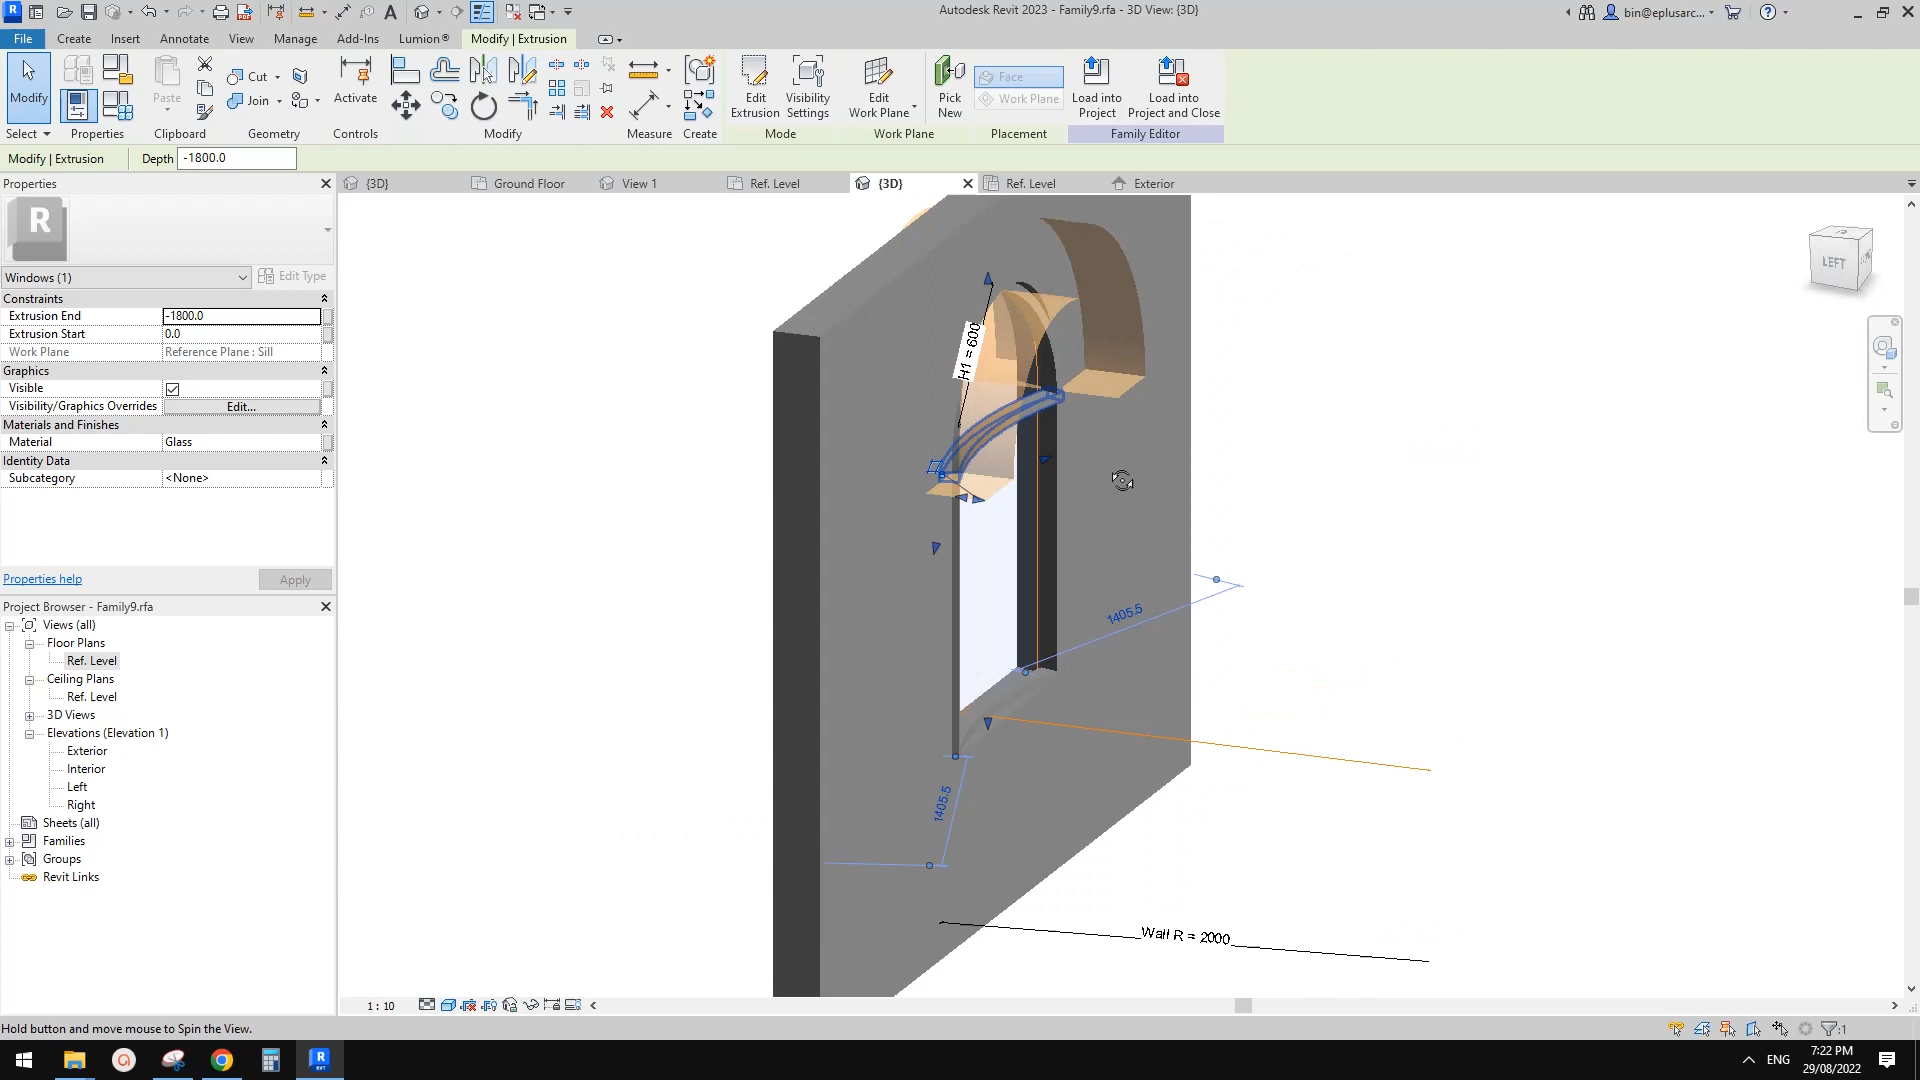 Autodesk Revit 2023 - Family9.rfa - 3D View: {3D}
bin@eplusarc...
File Create Insert Annotate View Manage Add-Ins Lumion® Modify | Extrusion
Modify
Select
Properties
Paste
Clipboard
Cut
Join
Geometry
Activate
Controls
Modify
Measure
Create
Edit Extrusion
Visibility Settings
Mode
Edit Work Plane
Work Plane
Pick New
Face
Work Plane
Placement
Load into Project
Load into Project and Close
Family Editor
Modify | Extrusion Depth -1800.0
Properties
{3D} Ground Floor View 1 Ref. Level {3D} Ref. Level Exterior
R
Windows (1) Edit Type
Constraints
Extrusion End -1800.0
Extrusion Start 0.0
Work Plane Reference Plane : Sill
Graphics
Visible
Visibility/Graphics Overrides Edit...
Materials and Finishes
Material Glass
Identity Data
Subcategory <None>
Properties help Apply
Project Browser - Family9.rfa
Views (all)
Floor Plans
Ref. Level
Ceiling Plans
Ref. Level
3D Views
Elevations (Elevation 1)
Exterior
Interior
Left
Right
Sheets (all)
Families
Groups
Revit Links
H1 = 600
1405.5
1405.5
Wall R = 2000
LEFT
1 : 10
Hold button and move mouse to Spin the View.
:1
ENG
7:22 PM
29/08/2022